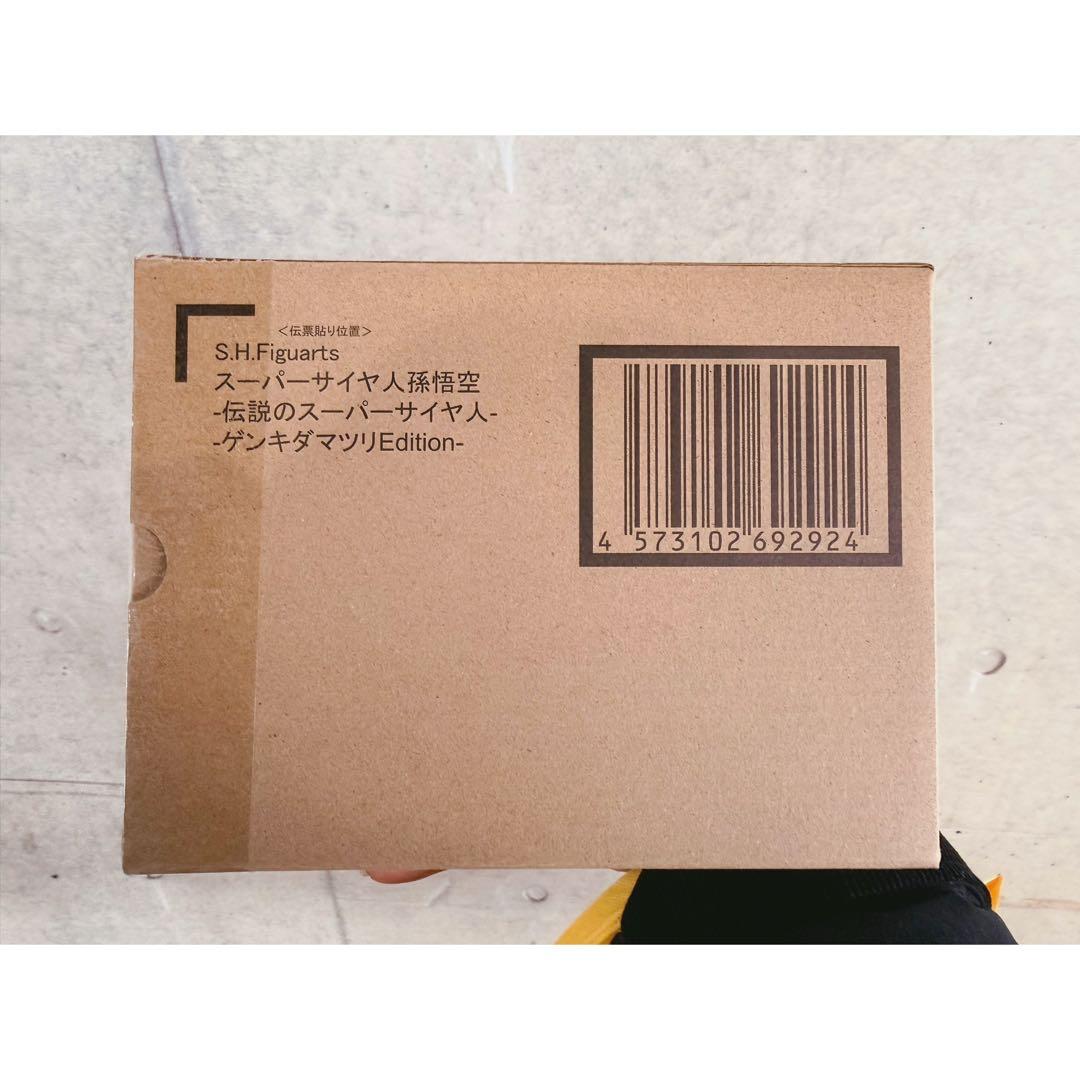 ＜伝票貼り位置＞
S.H.Figuarts
スーパーサイヤ人孫悟空
-伝説のスーパーサイヤ人-
-ゲンキダマツリEdition-
4 573102 692924